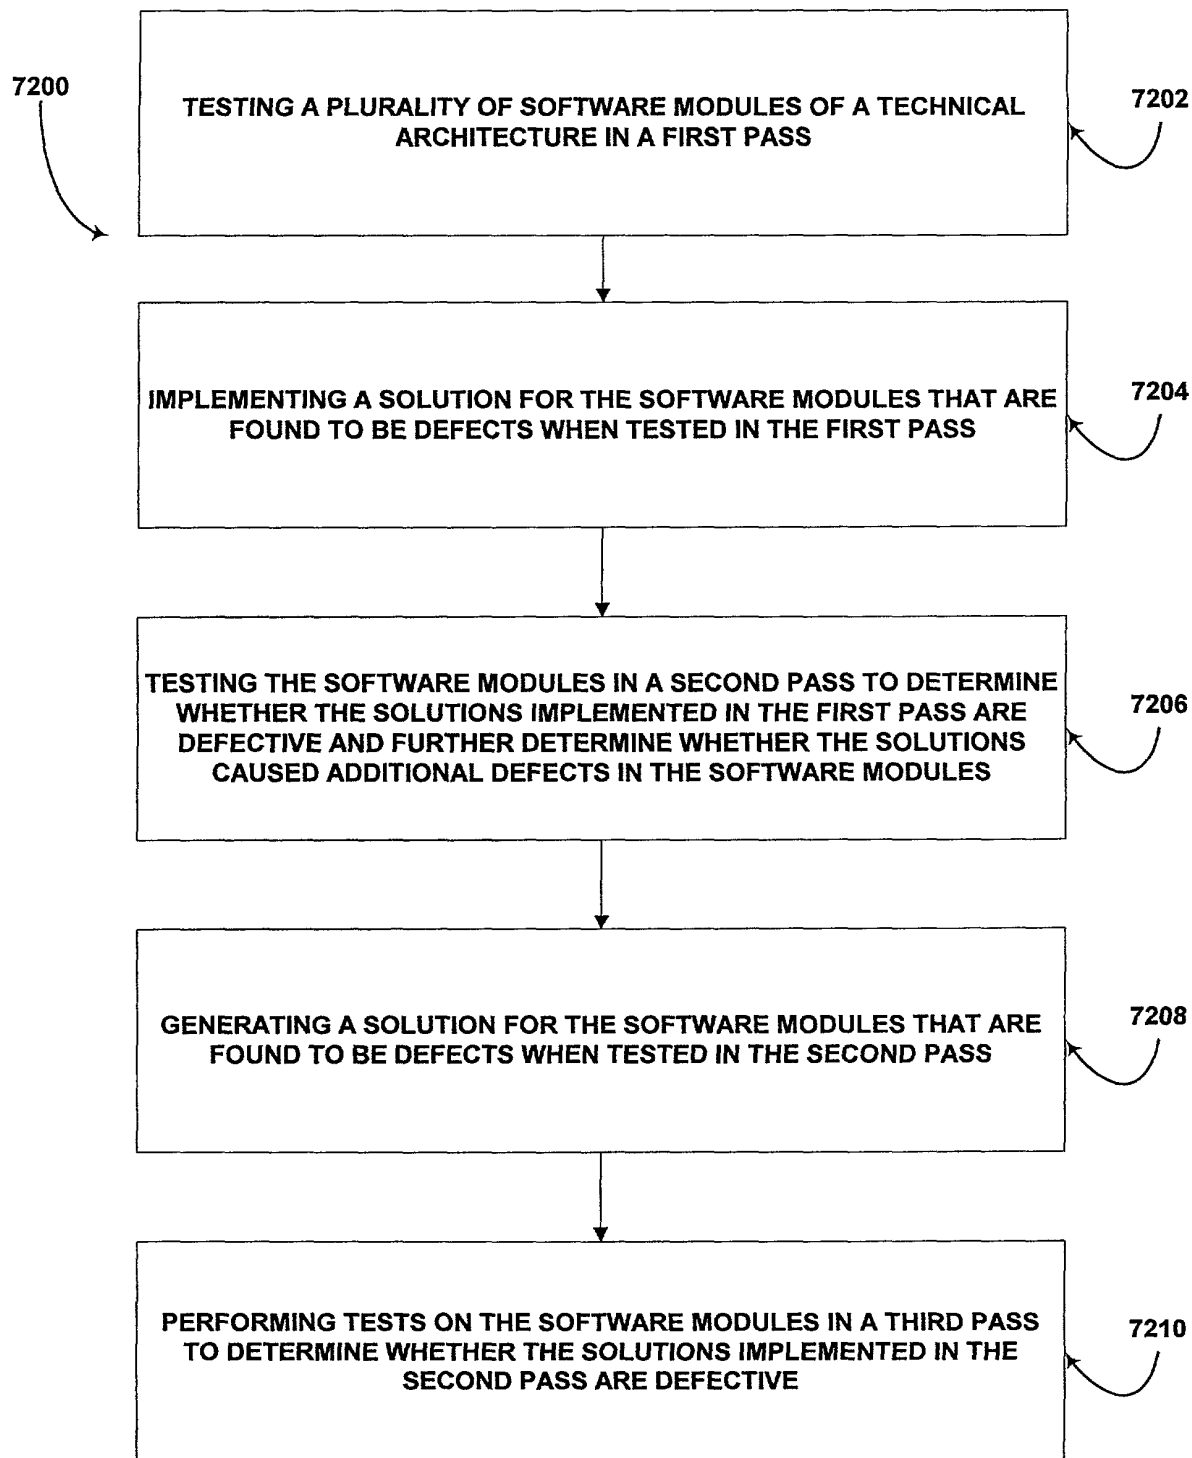 7200
TESTING A PLURALITY OF SOFTWARE MODULES OF A TECHNICAL
ARCHITECTURE IN A FIRST PASS
7202
IMPLEMENTING A SOLUTION FOR THE SOFTWARE MODULES THAT ARE
FOUND TO BE DEFECTS WHEN TESTED IN THE FIRST PASS
7204
TESTING THE SOFTWARE MODULES IN A SECOND PASS TO DETERMINE
WHETHER THE SOLUTIONS IMPLEMENTED IN THE FIRST PASS ARE
DEFECTIVE AND FURTHER DETERMINE WHETHER THE SOLUTIONS
CAUSED ADDITIONAL DEFECTS IN THE SOFTWARE MODULES
7206
GENERATING A SOLUTION FOR THE SOFTWARE MODULES THAT ARE
FOUND TO BE DEFECTS WHEN TESTED IN THE SECOND PASS
7208
PERFORMING TESTS ON THE SOFTWARE MODULES IN A THIRD PASS
TO DETERMINE WHETHER THE SOLUTIONS IMPLEMENTED IN THE
SECOND PASS ARE DEFECTIVE
7210